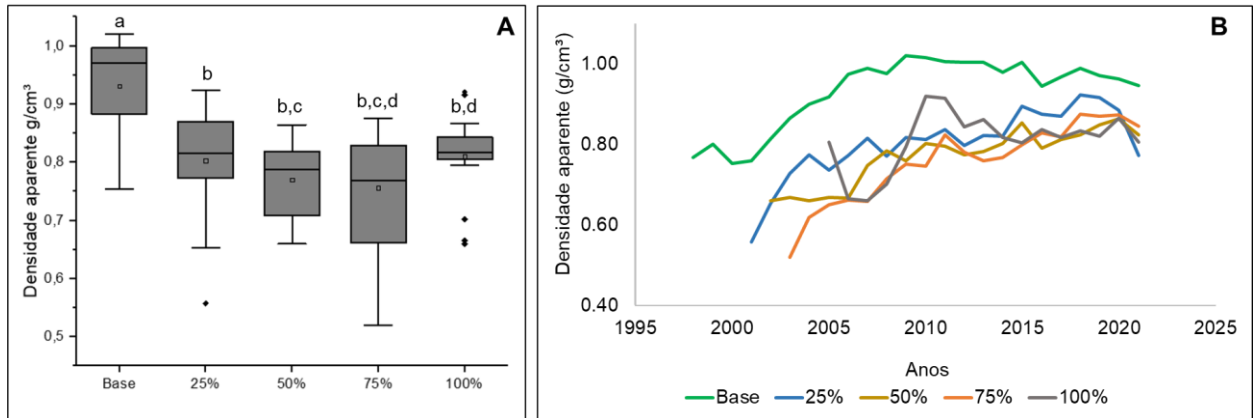 A
Densidade aparente g/cm³
1,0
0,9
0,8
0,7
0,6
0,5
a
b
b,c
b,c,d
b,d
Base 25% 50% 75% 100%
B
Densidade aparente (g/cm³)
1.00
0.80
0.60
0.40
1995 2000 2005 2010 2015 2020 2025
Anos
Base 25% 50% 75% 100%